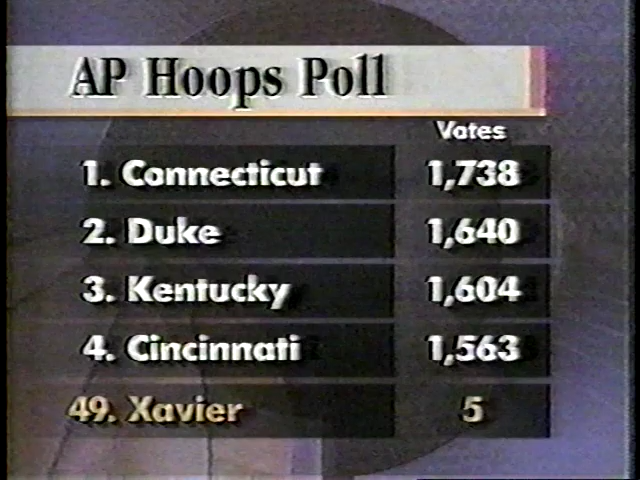 AP Hoops Poll
Votes
1. Connecticut 1,738
2. Duke 1,640
3. Kentucky 1,604
4. Cincinnati 1,563
49. Xavier 5